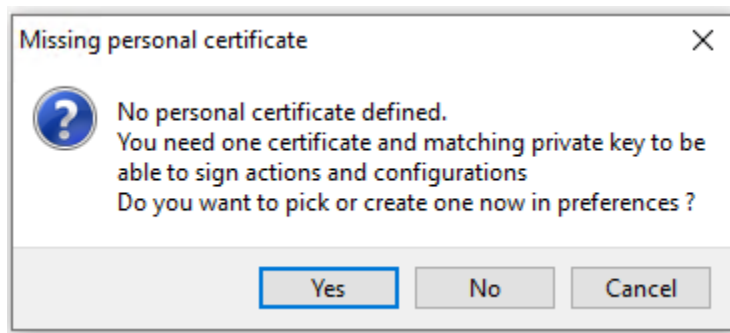 Missing personal certificate
No personal certificate defined.
You need one certificate and matching private key to be
able to sign actions and configurations
Do you want to pick or create one now in preferences ?
Yes No Cancel